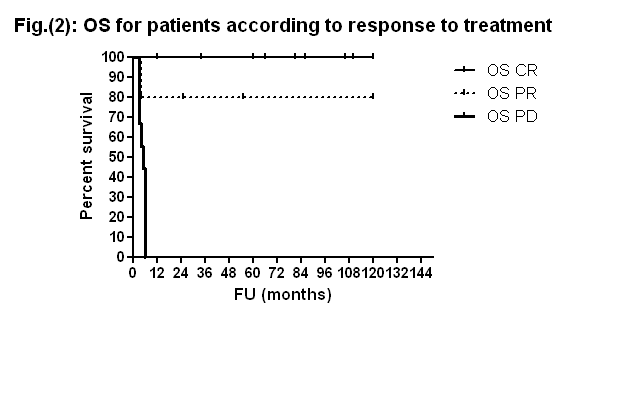 Fig.(2): OS for patients according to response to treatment
100
90
80
70
60
50
40
30
20
10
0
Percent survival
0 12 24 36 48 60 72 84 96 108 120 132 144
FU (months)
OS CR
OS PR
OS PD